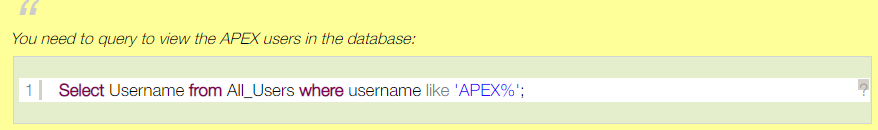 “
You need to query to view the APEX users in the database:
1 Select Username from All_Users where username like 'APEX%';
?